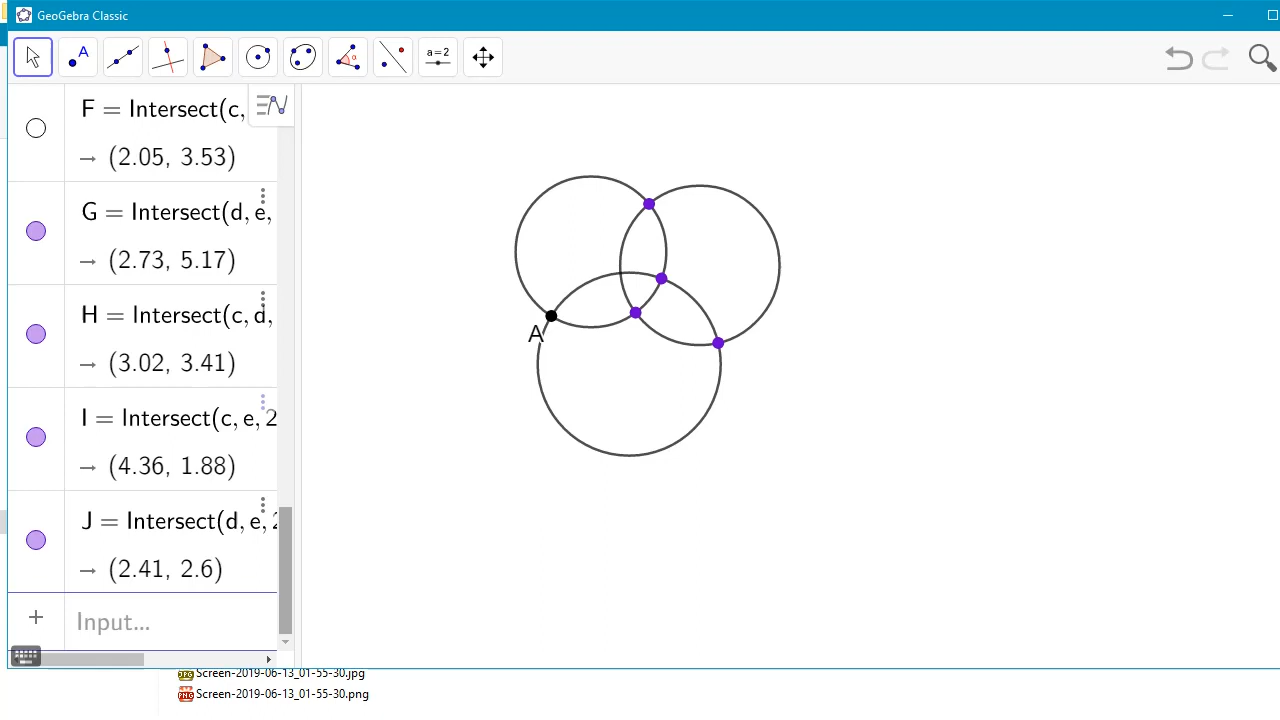 GeoGebra Classic
A
α
a=2
F = Intersect(c,
→ (2.05, 3.53)
G = Intersect(d, e,
→ (2.73, 5.17)
H = Intersect(c, d,
→ (3.02, 3.41)
I = Intersect(c, e, 2
→ (4.36, 1.88)
J = Intersect(d, e, 2
→ (2.41, 2.6)
+ Input...
A
JPG Screen-2019-06-13_01-55-30.jpg
PNG Screen-2019-06-13_01-55-30.png